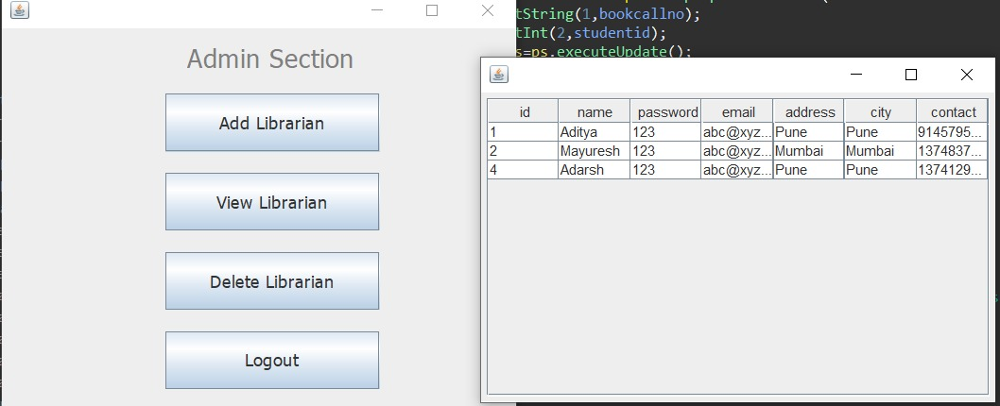 Admin Section
Add Librarian
View Librarian
Delete Librarian
Logout
tString(1,bookcallno);
tInt(2,studentid);
s=ps.executeUpdate();
id name password email address city contact
1 Aditya 123 abc@xyz... Pune Pune 9145795...
2 Mayuresh 123 abc@xyz... Mumbai Mumbai 1374837...
4 Adarsh 123 abc@xyz... Pune Pune 1374129...